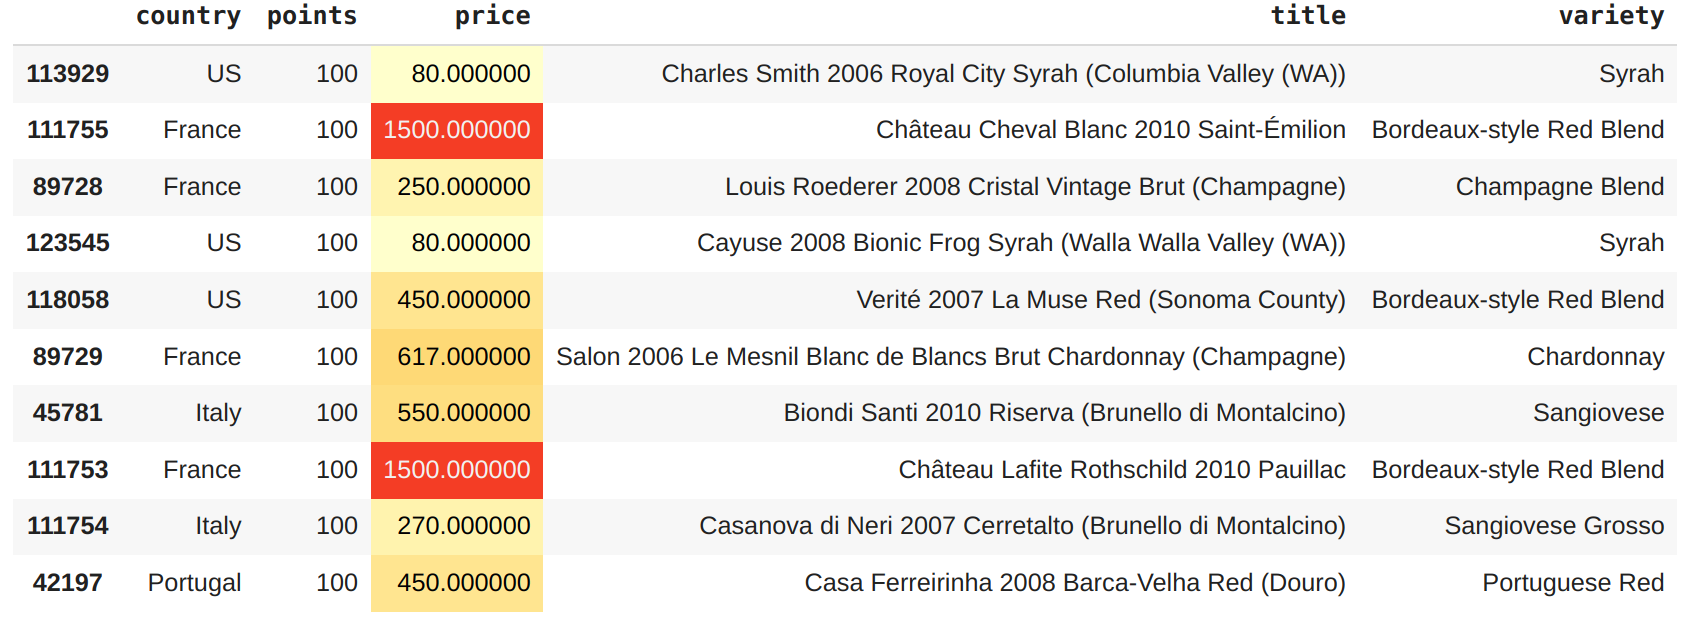 country points price title variety
113929 US 100 80.000000 Charles Smith 2006 Royal City Syrah (Columbia Valley (WA)) Syrah
111755 France 100 1500.000000 Château Cheval Blanc 2010 Saint-Émilion Bordeaux-style Red Blend
89728 France 100 250.000000 Louis Roederer 2008 Cristal Vintage Brut (Champagne) Champagne Blend
123545 US 100 80.000000 Cayuse 2008 Bionic Frog Syrah (Walla Walla Valley (WA)) Syrah
118058 US 100 450.000000 Verité 2007 La Muse Red (Sonoma County) Bordeaux-style Red Blend
89729 France 100 617.000000 Salon 2006 Le Mesnil Blanc de Blancs Brut Chardonnay (Champagne) Chardonnay
45781 Italy 100 550.000000 Biondi Santi 2010 Riserva (Brunello di Montalcino) Sangiovese
111753 France 100 1500.000000 Château Lafite Rothschild 2010 Pauillac Bordeaux-style Red Blend
111754 Italy 100 270.000000 Casanova di Neri 2007 Cerretalto (Brunello di Montalcino) Sangiovese Grosso
42197 Portugal 100 450.000000 Casa Ferreirinha 2008 Barca-Velha Red (Douro) Portuguese Red